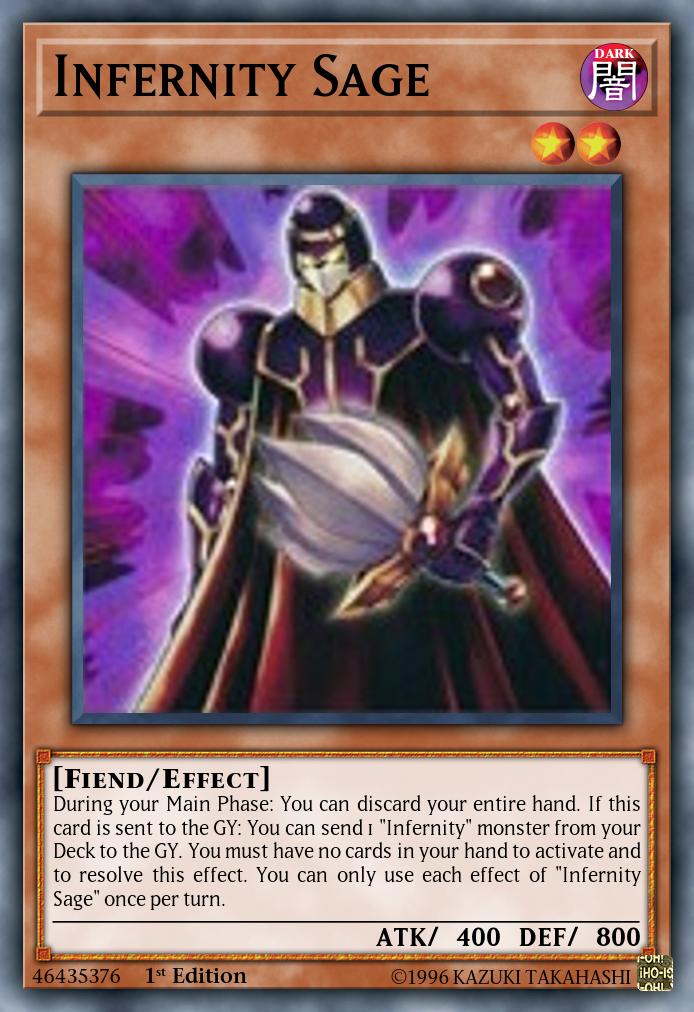 Infernity Sage
DARK
闇
[Fiend/Effect]
During your Main Phase: You can discard your entire hand. If this
card is sent to the GY: You can send 1 "Infernity" monster from your
Deck to the GY. You must have no cards in your hand to activate and
to resolve this effect. You can only use each effect of "Infernity
Sage" once per turn.
ATK/ 400 DEF/ 800
46435376 1st Edition ©1996 KAZUKI TAKAHASHI